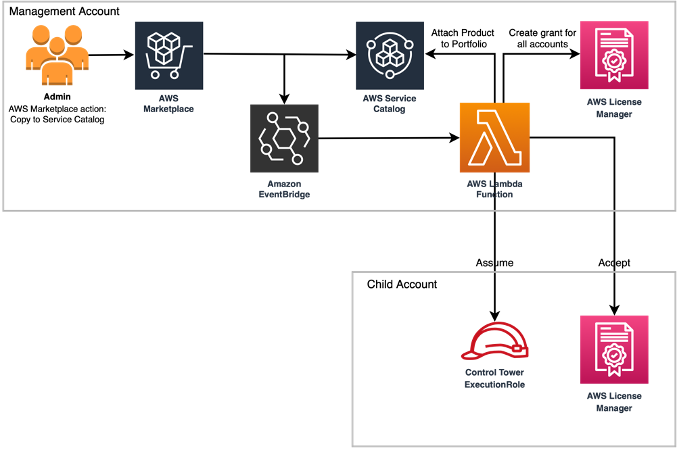 Management Account
Attach Product
to Portfolio
Create grant for
all accounts
Admin
AWS Marketplace action:
Copy to Service Catalog
AWS
Marketplace
AWS Service
Catalog
AWS License
Manager
Amazon
EventBridge
AWS Lambda
Function
Assume
Accept
Child Account
Control Tower
ExecutionRole
AWS License
Manager